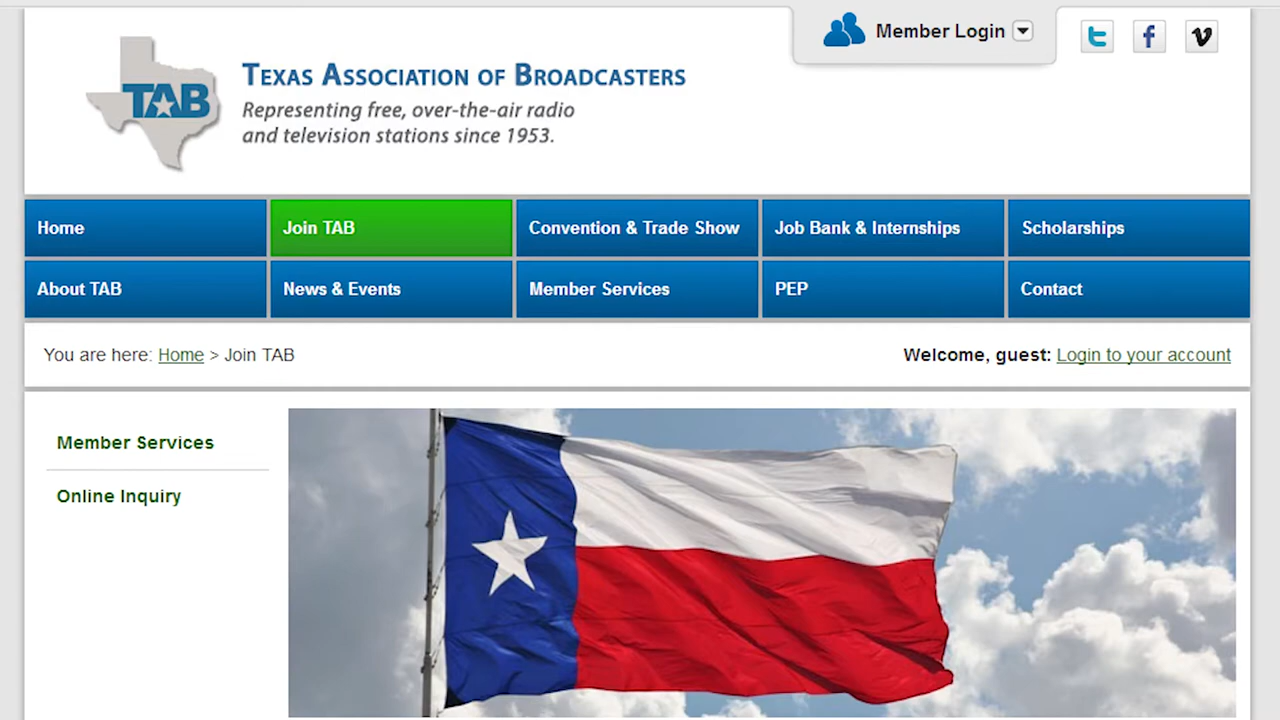 Member Login
t
f
v
TAB
TEXAS ASSOCIATION OF BROADCASTERS
Representing free, over-the-air radio
and television stations since 1953.
Home
Join TAB
Convention & Trade Show
Job Bank & Internships
Scholarships
About TAB
News & Events
Member Services
PEP
Contact
You are here: Home > Join TAB
Welcome, guest: Login to your account
Member Services
Online Inquiry